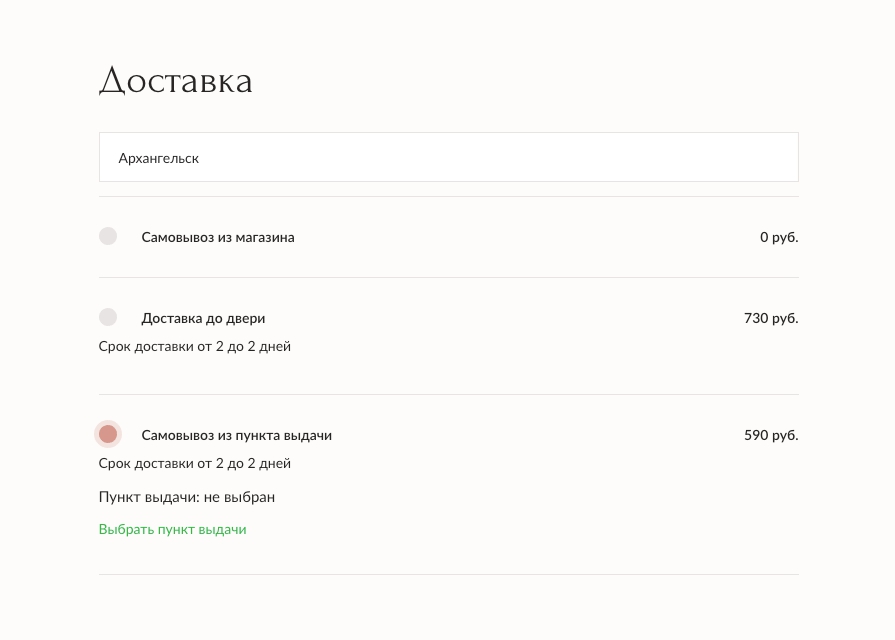 Доставка
Архангельск
Самовывоз из магазина 0 руб.
Доставка до двери 730 руб.
Срок доставки от 2 до 2 дней
Самовывоз из пункта выдачи 590 руб.
Срок доставки от 2 до 2 дней
Пункт выдачи: не выбран
Выбрать пункт выдачи